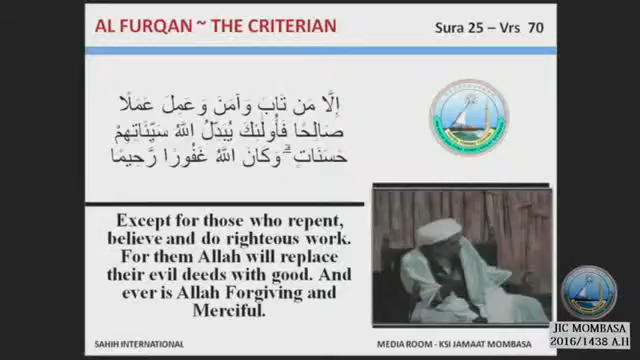 AL FURQAN ~ THE CRITERIAN
Sura 25 – Vrs 70
إِلَّا مَن تَابَ وَآمَنَ وَعَمِلَ عَمَلًا
صَالِحًا فَأُولَئِكَ يُبَدِّلُ اللَّهُ سَيِّئَاتِهِمْ
حَسَنَاتٍ ۗ وَكَانَ اللَّهُ غَفُورًا رَّحِيمًا
Except for those who repent,
believe and do righteous work.
For them Allah will replace
their evil deeds with good. And
ever is Allah Forgiving and
Merciful.
SAHIH INTERNATIONAL
MEDIA ROOM - KSI JAMAAT MOMBASA
JIC MOMBASA
2016/1438 A.H